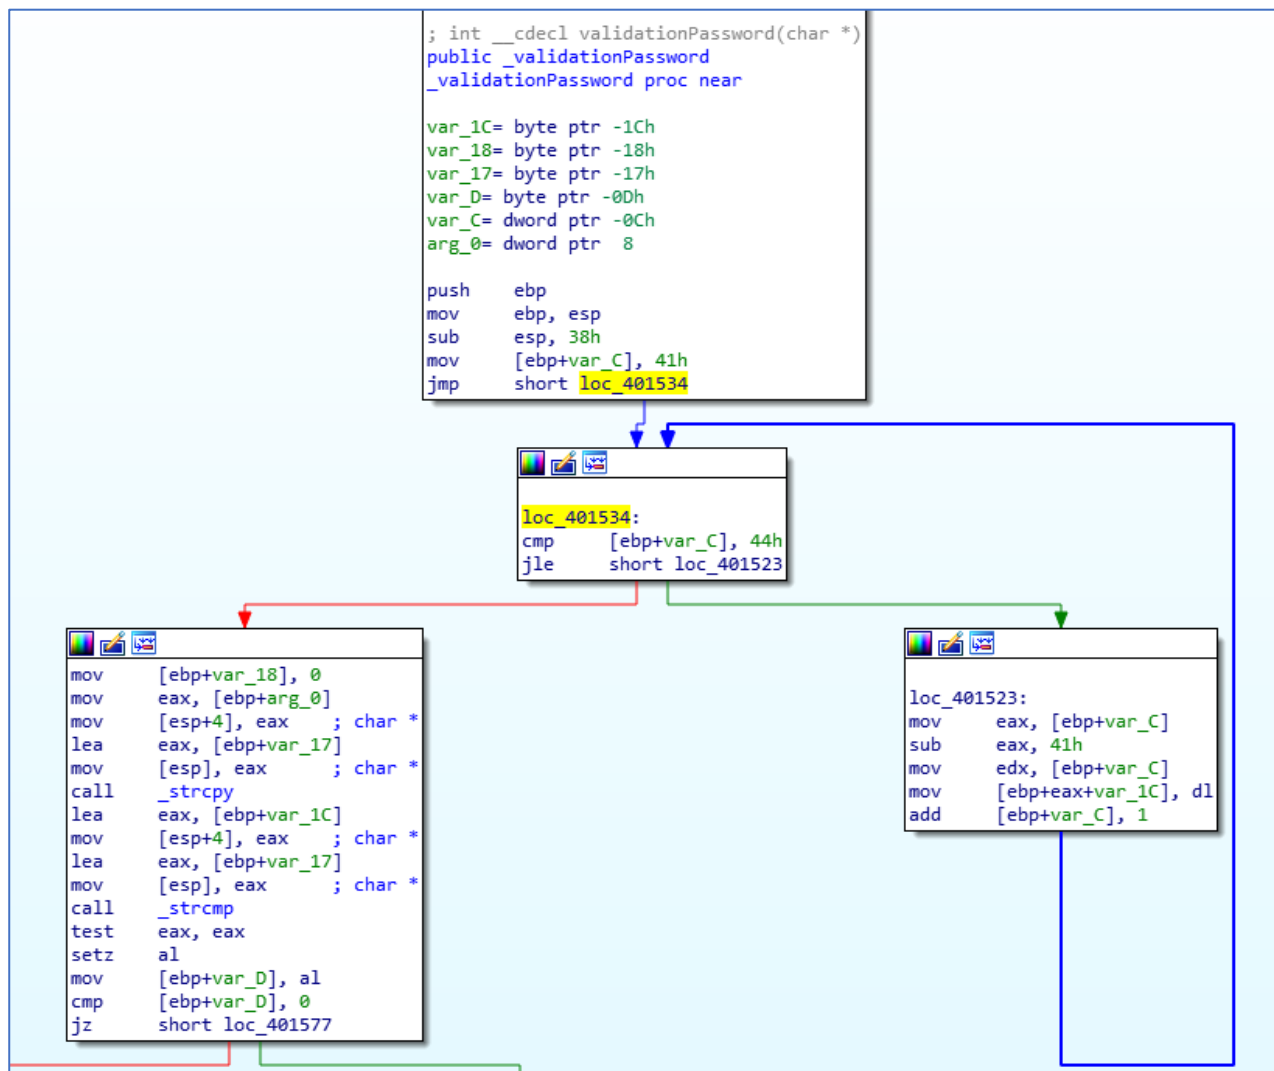 ; int __cdecl validationPassword(char *)
public _validationPassword
_validationPassword proc near
var_1C= byte ptr -1Ch
var_18= byte ptr -18h
var_17= byte ptr -17h
var_D= byte ptr -0Dh
var_C= dword ptr -0Ch
arg_0= dword ptr  8
push    ebp
mov     ebp, esp
sub     esp, 38h
mov     [ebp+var_C], 41h
jmp     short loc_401534
loc_401534:
cmp     [ebp+var_C], 44h
jle     short loc_401523
mov     [ebp+var_18], 0
mov     eax, [ebp+arg_0]
mov     [esp+4], eax    ; char *
lea     eax, [ebp+var_17]
mov     [esp], eax      ; char *
call    _strcpy
lea     eax, [ebp+var_1C]
mov     [esp+4], eax    ; char *
lea     eax, [ebp+var_17]
mov     [esp], eax      ; char *
call    _strcmp
test    eax, eax
setz    al
mov     [ebp+var_D], al
cmp     [ebp+var_D], 0
jz      short loc_401577
loc_401523:
mov     eax, [ebp+var_C]
sub     eax, 41h
mov     edx, [ebp+var_C]
mov     [ebp+eax+var_1C], dl
add     [ebp+var_C], 1